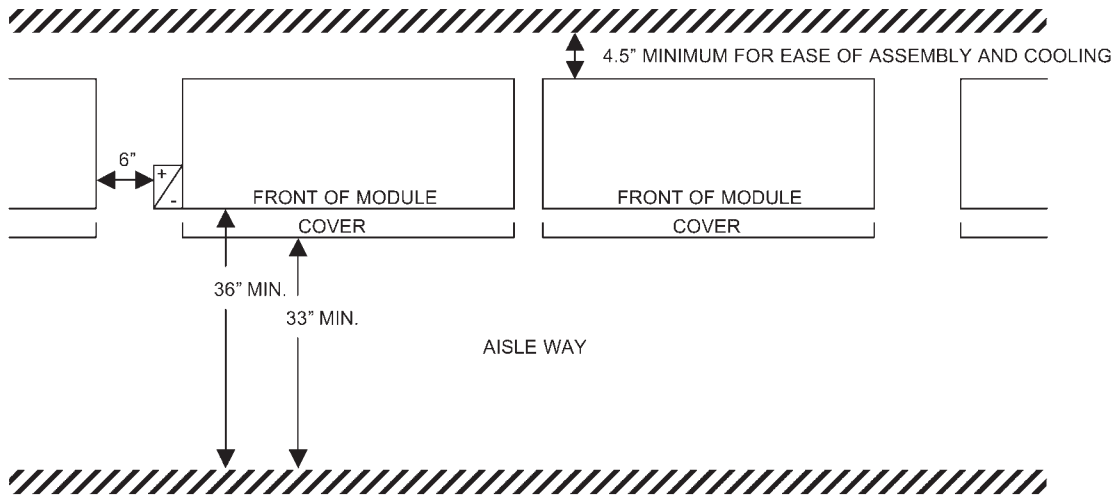 4.5” MINIMUM FOR EASE OF ASSEMBLY AND COOLING
6”
+
-
FRONT OF MODULE
FRONT OF MODULE
COVER
COVER
36” MIN.
33” MIN.
AISLE WAY